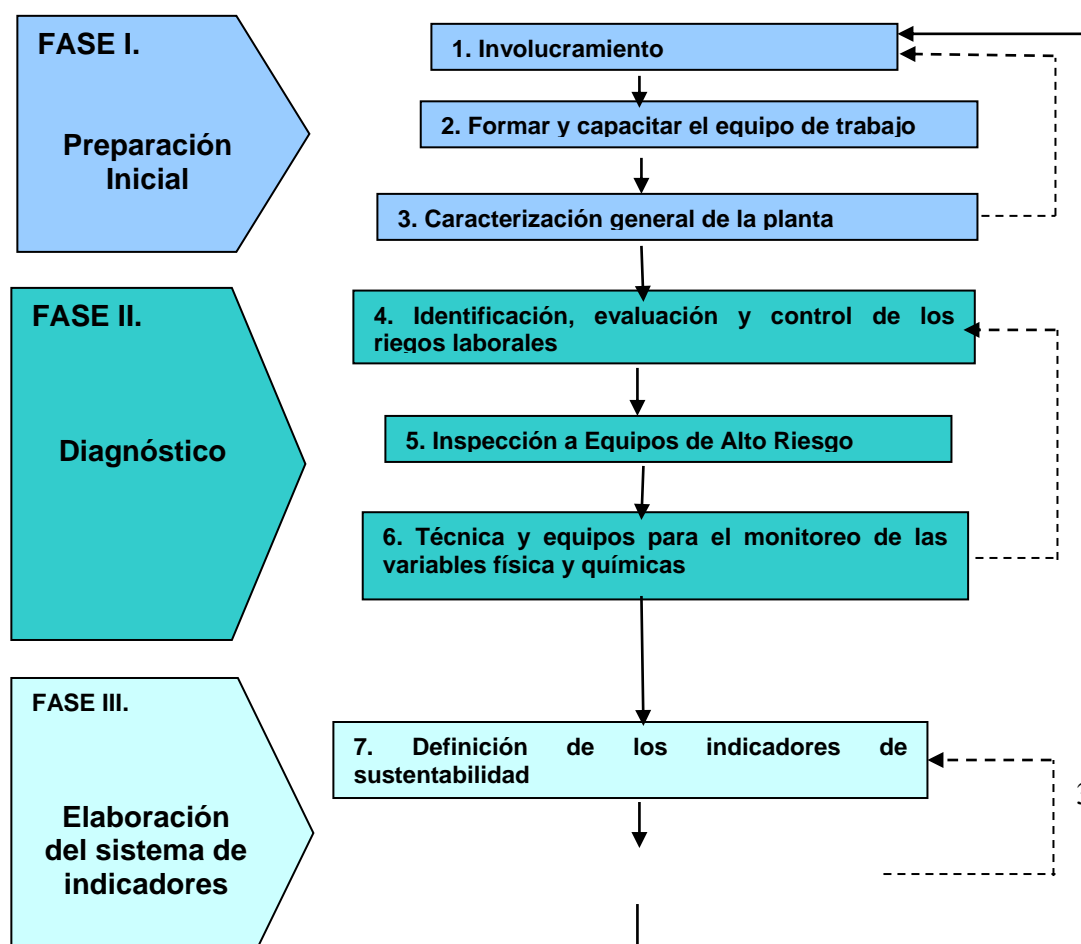 FASE I.
Preparación
Inicial
1. Involucramiento
2. Formar y capacitar el equipo de trabajo
3. Caracterización general de la planta
FASE II.
Diagnóstico
4. Identificación, evaluación y control de los
riegos laborales
5. Inspección a Equipos de Alto Riesgo
6. Técnica y equipos para el monitoreo de las
variables física y químicas
FASE III.
Elaboración
del sistema de
indicadores
7. Definición de los indicadores de
sustentabilidad